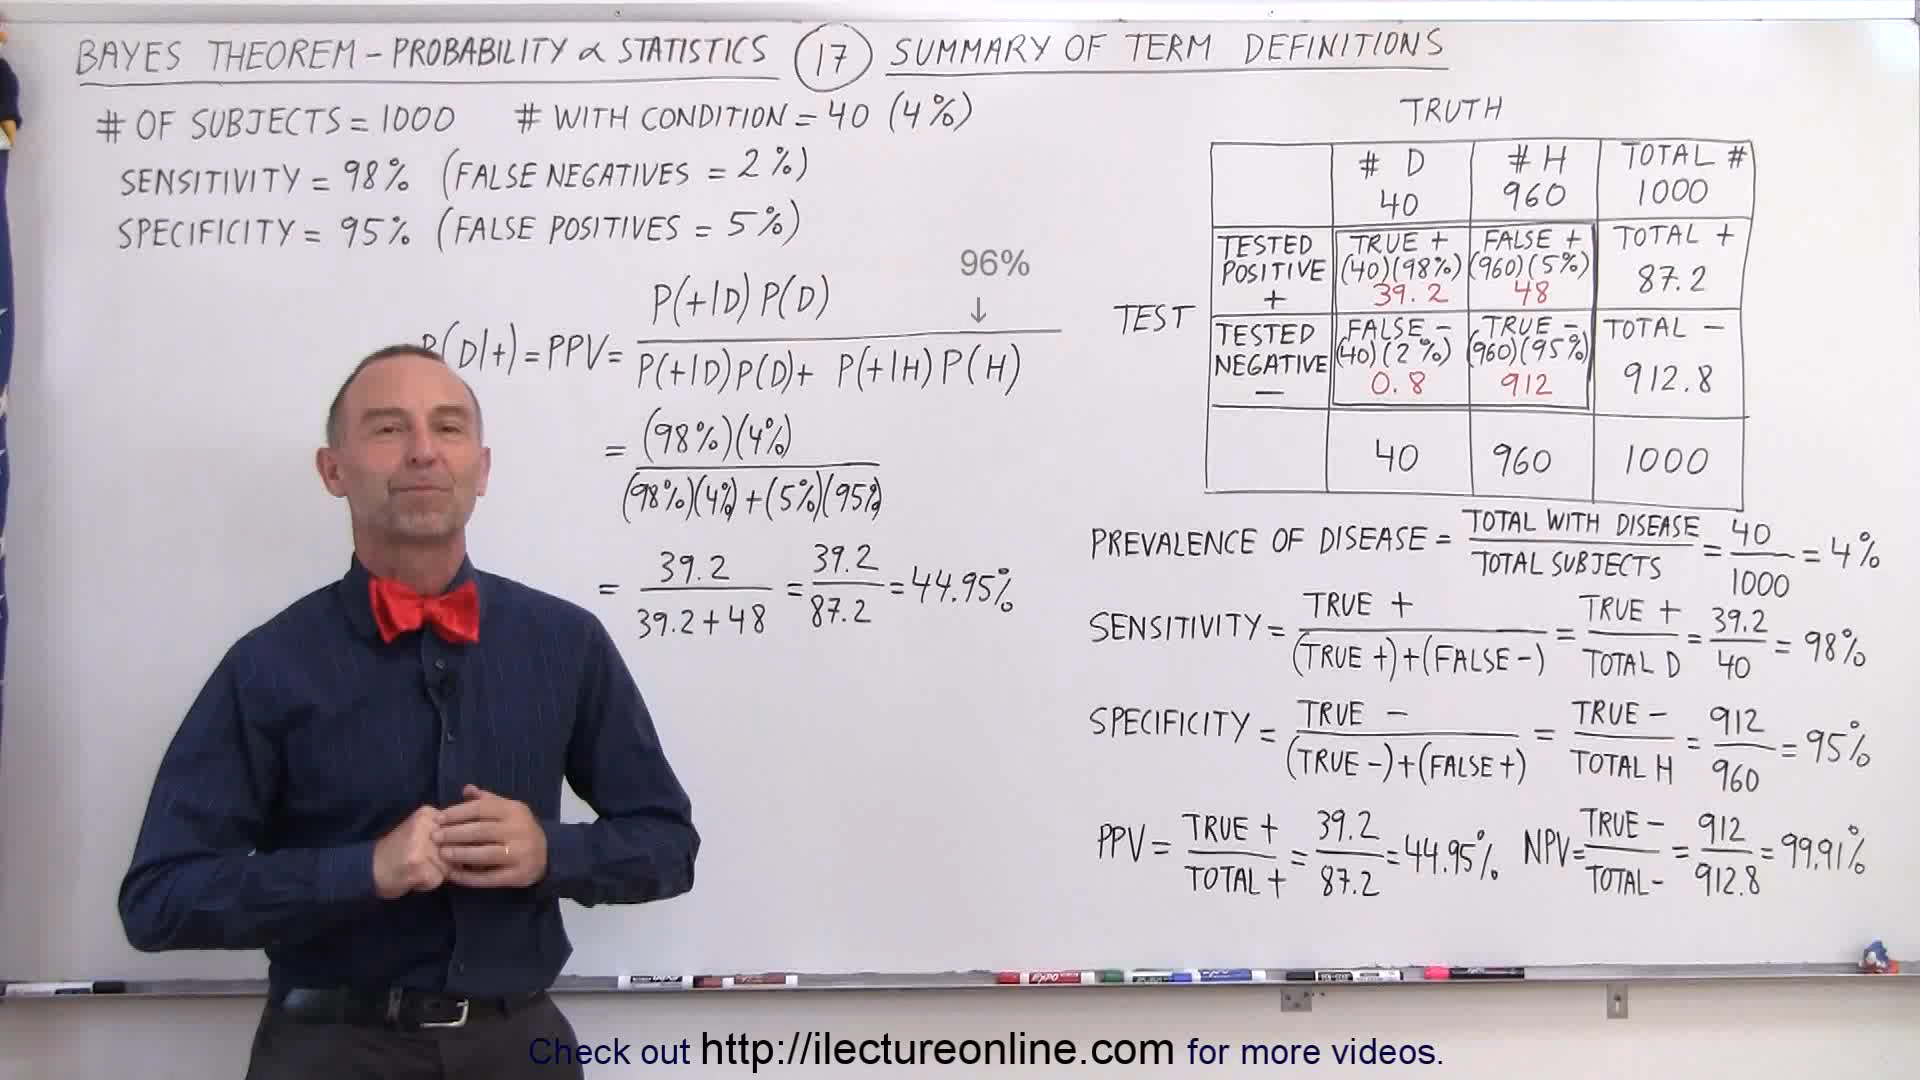 BAYES THEOREM – PROBABILITY & STATISTICS (17) SUMMARY OF TERM DEFINITIONS
# OF SUBJECTS = 1000 # WITH CONDITION = 40 (4%)
SENSITIVITY = 98% (FALSE NEGATIVES = 2%)
SPECIFICITY = 95% (FALSE POSITIVES = 5%)
96%
↓
P(+|D) P(D)
P(D|+) = PPV =
P(+|D) P(D) + P(+|H) P(H)
= (98%)(4%)
(98%)(4%) + (5%)(95%)
= 39.2 = 39.2 = 44.95%
39.2 + 48 87.2
TRUTH
# D # H TOTAL #
40 960 1000
TEST
TESTED POSITIVE + TRUE + FALSE + TOTAL +
(40)(98%) (960)(5%)
39.2 48 87.2
TESTED NEGATIVE — FALSE – TRUE – TOTAL –
(40)(2%) (960)(95%)
0.8 912 912.8
40 960 1000
PREVALENCE OF DISEASE = TOTAL WITH DISEASE = 40 = 4%
TOTAL SUBJECTS 1000
SENSITIVITY = TRUE + = TRUE + = 39.2 = 98%
(TRUE +) + (FALSE –) TOTAL D 40
SPECIFICITY = TRUE – = TRUE – = 912 = 95%
(TRUE –) + (FALSE +) TOTAL H 960
PPV = TRUE + = 39.2 = 44.95% NPV = TRUE – = 912 = 99.91%
TOTAL + 87.2 TOTAL – 912.8
EXPO
Check out http://ilectureonline.com for more videos.